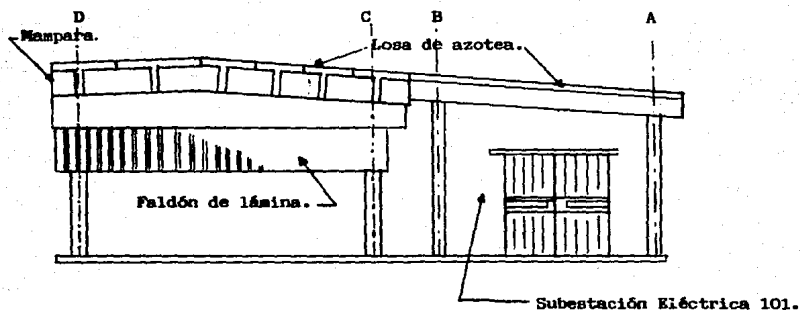 D C B A
Mampara.
Losa de azotea.
Faldón de lámina.
Subestación Eléctrica 101.